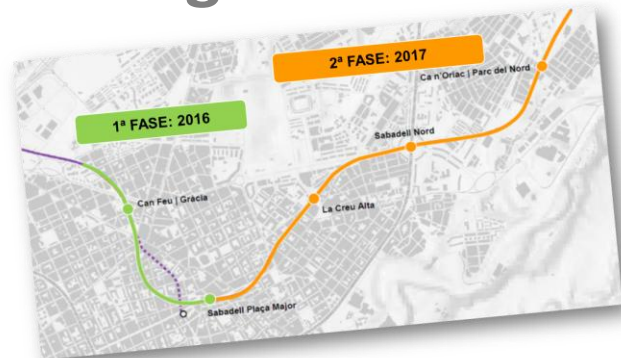 2ª FASE: 2017
Ca n'Oriac | Parc del Nord
1ª FASE: 2016
Sabadell Nord
Can Feu | Gràcia
La Creu Alta
Sabadell Plaça Major